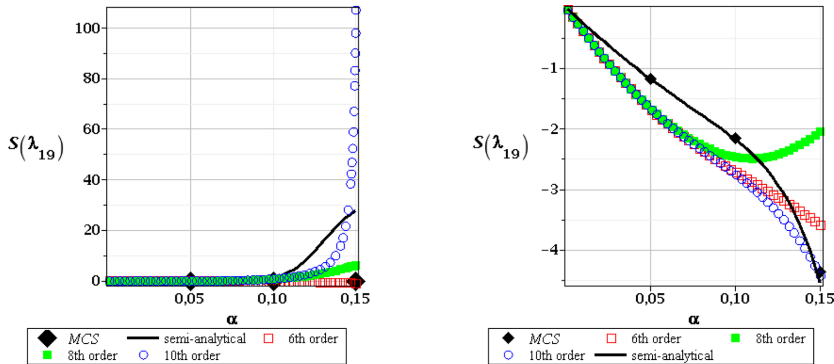 100
80
60
S(λ19)
40
20
0
0,05 0,10 0,15
α
MCS semi-analytical 6th order
8th order 10th order
-1
-2
S(λ19)
-3
-4
0,05 0,10 0,15
α
MCS 6th order 8th order
10th order semi-analytical